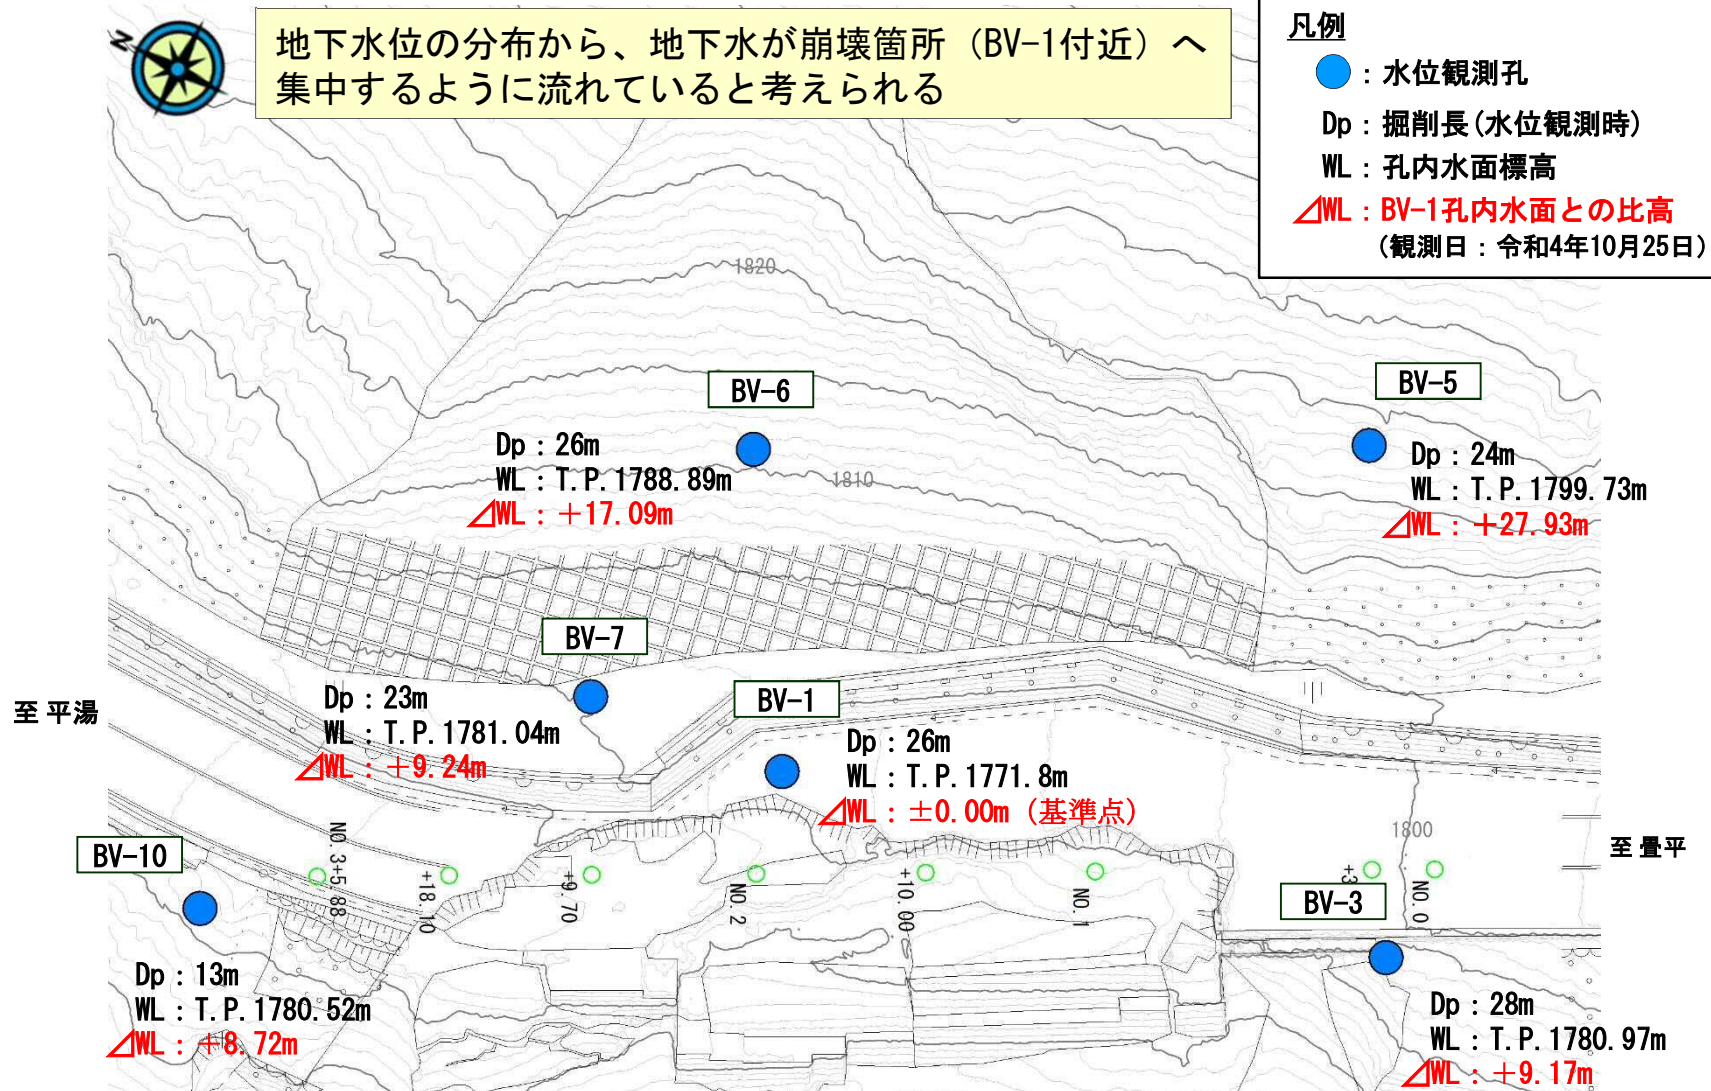 N
地下水位の分布から、地下水が崩壊箇所（BV-1付近）へ
集中するように流れていると考えられる
凡例
：水位観測孔
Dp：掘削長(水位観測時)
WL：孔内水面標高
⊿WL：BV-1孔内水面との比高
（観測日：令和4年10月25日）
1820
BV-6
Dp：26m
WL：T.P.1788.89m
⊿WL：＋17.09m
1810
BV-5
Dp：24m
WL：T.P.1799.73m
⊿WL：＋27.93m
BV-7
Dp：23m
WL：T.P.1781.04m
⊿WL：＋9.24m
至 平湯
BV-1
Dp：26m
WL：T.P.1771.8m
⊿WL：±0.00m（基準点）
1800
至 畳平
BV-10
Dp：13m
WL：T.P.1780.52m
⊿WL：＋8.72m
NO.3+5.88
+18.10
+9.70
NO.2
+10.00
NO.1
+3
NO.0
BV-3
Dp：28m
WL：T.P.1780.97m
⊿WL：＋9.17m